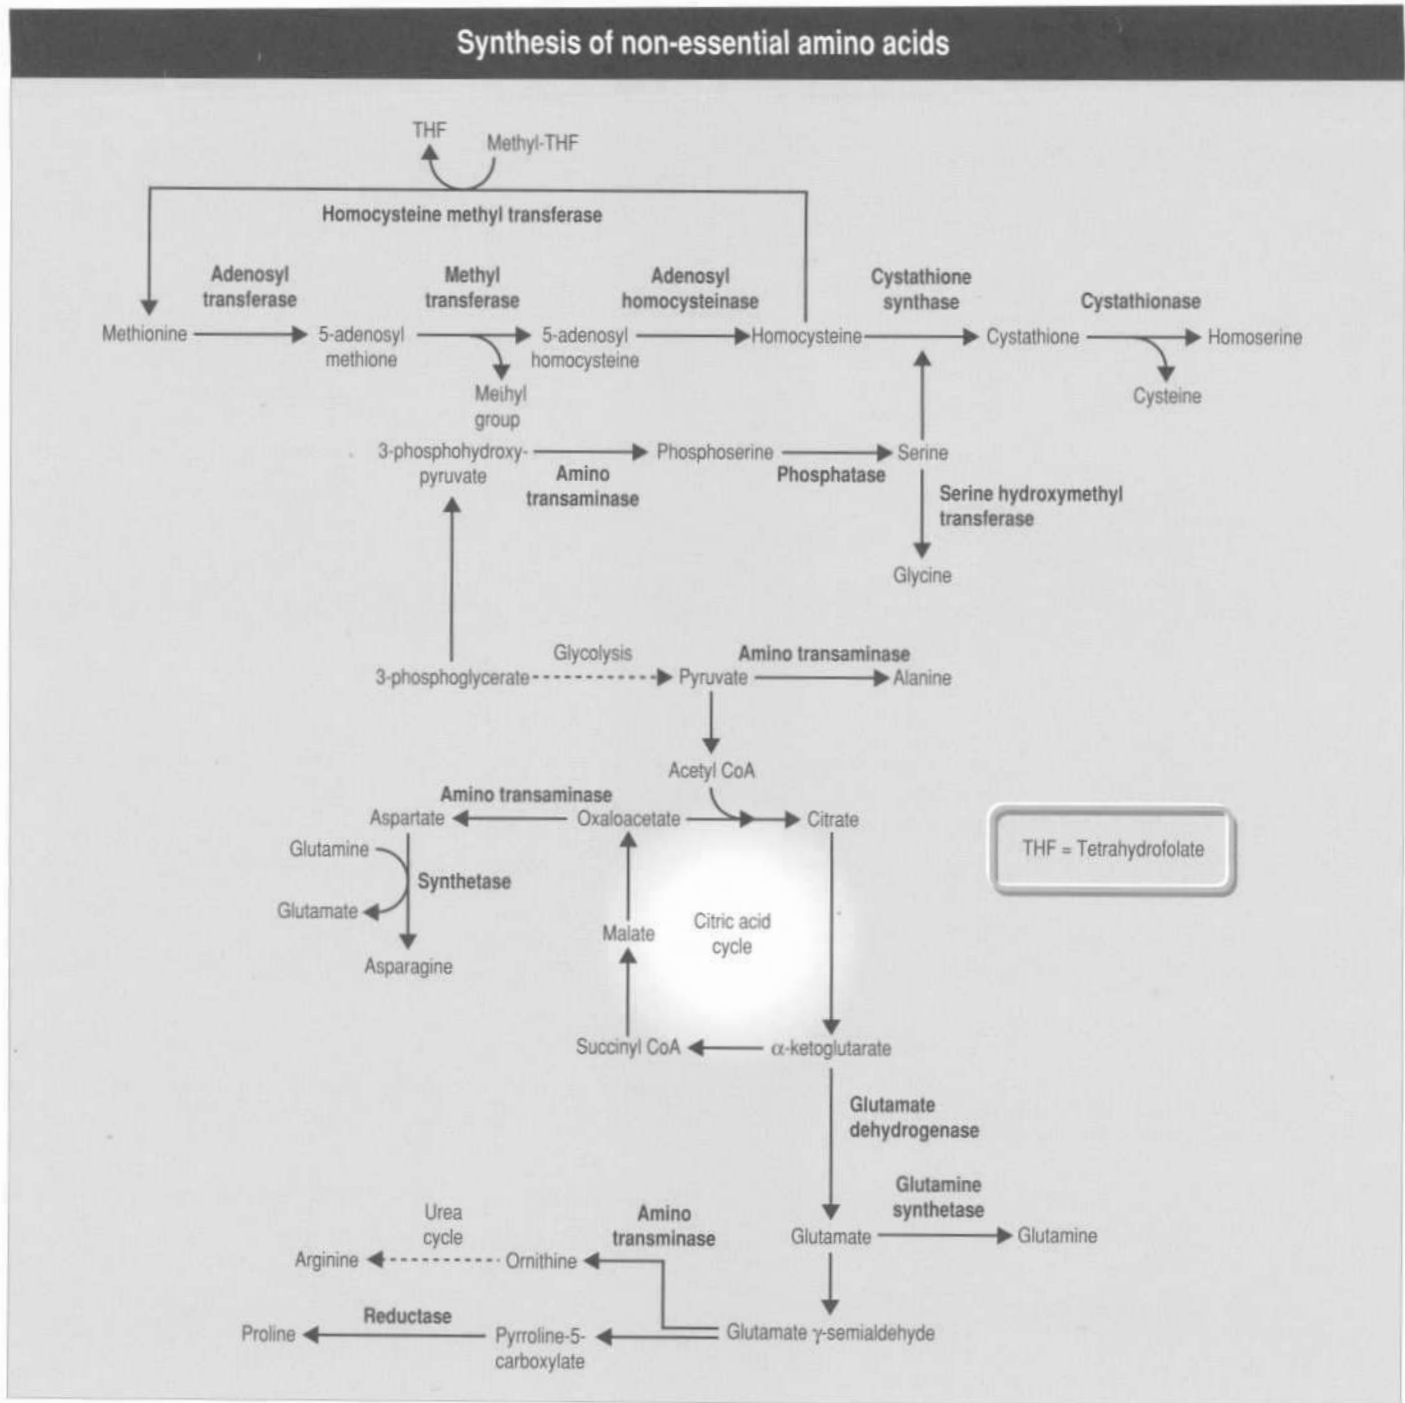 Synthesis of non-essential amino acids
THF
Methyl-THF
Homocysteine methyl transferase
Adenosyl
transferase
Methyl
transferase
Adenosyl
homocysteinase
Cystathione
synthase
Cystathionase
Methionine
5-adenosyl
methione
5-adenosyl
homocysteine
Homocysteine
Cystathione
Homoserine
Methyl
group
Cysteine
3-phosphohydroxy-
pyruvate
Amino
transaminase
Phosphoserine
Phosphatase
Serine
Serine hydroxymethyl
transferase
Glycine
3-phosphoglycerate
Glycolysis
Pyruvate
Amino transaminase
Alanine
Acetyl CoA
Amino transaminase
Aspartate
Oxaloacetate
Citrate
THF = Tetrahydrofolate
Glutamine
Synthetase
Glutamate
Asparagine
Malate
Citric acid
cycle
Succinyl CoA
α-ketoglutarate
Glutamate
dehydrogenase
Glutamine
synthetase
Glutamate
Glutamine
Urea
cycle
Amino
transminase
Arginine
Ornithine
Reductase
Proline
Pyrroline-5-
carboxylate
Glutamate γ-semialdehyde